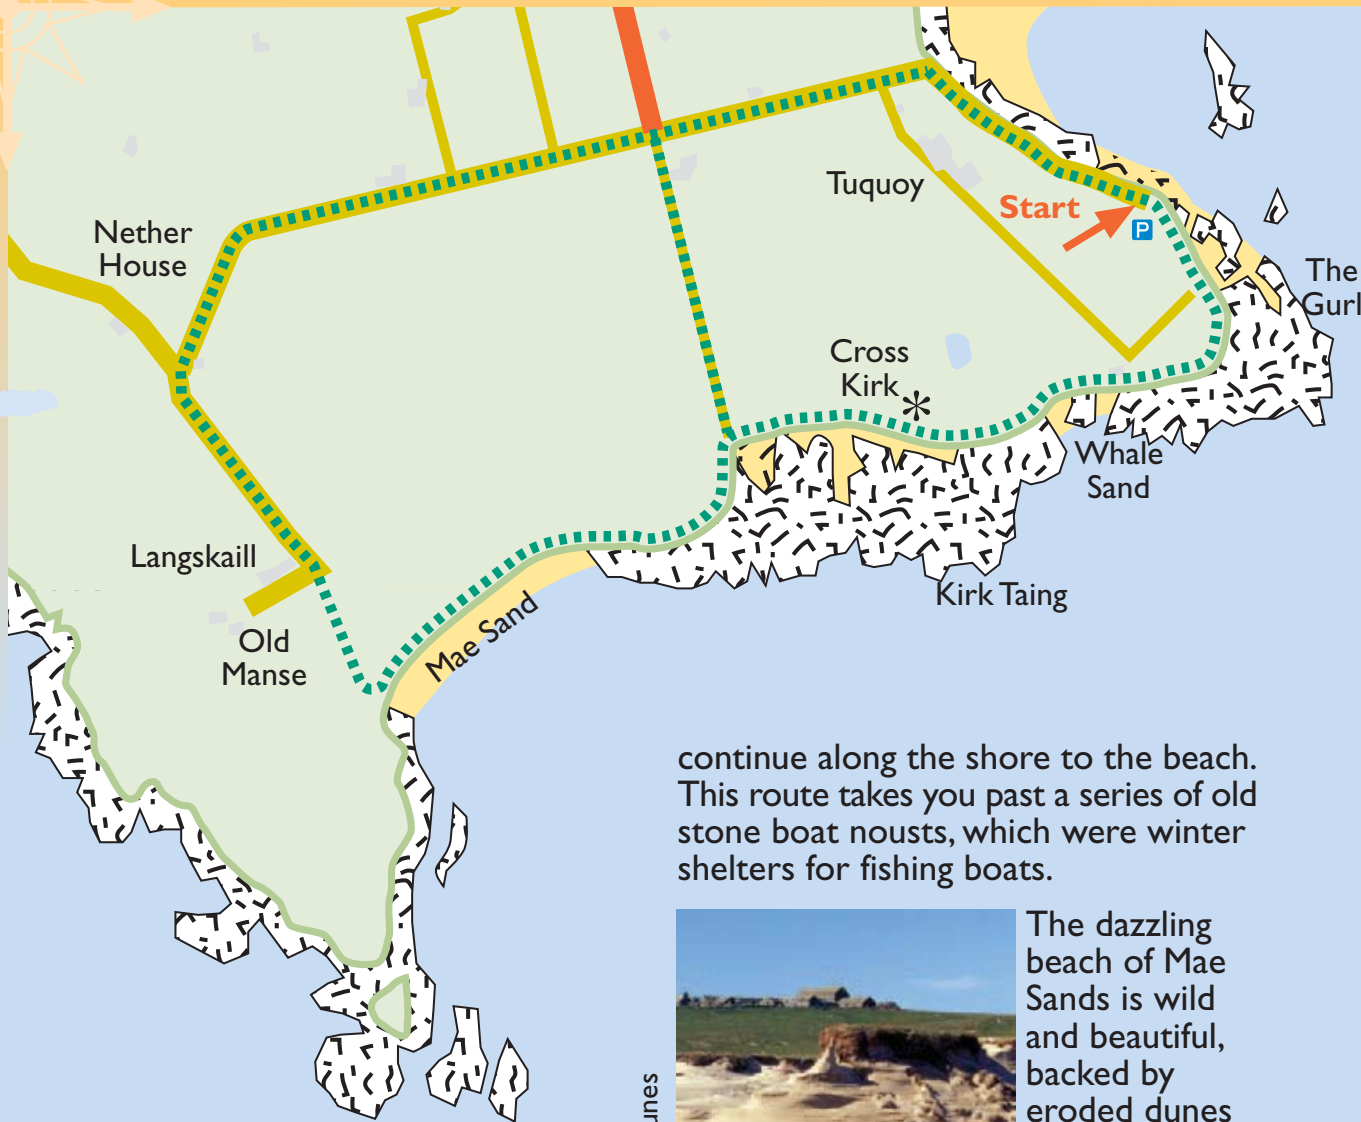 Nether
House
Tuquoy
Start
P
The
Gurl
Cross
Kirk
Whale
Sand
Langskaill
Kirk Taing
Old
Manse
Mae Sand
continue along the shore to the beach.
This route takes you past a series of old
stone boat nousts, which were winter
shelters for fishing boats.
The dazzling
beach of Mae
Sands is wild
and beautiful,
backed by
eroded dunes